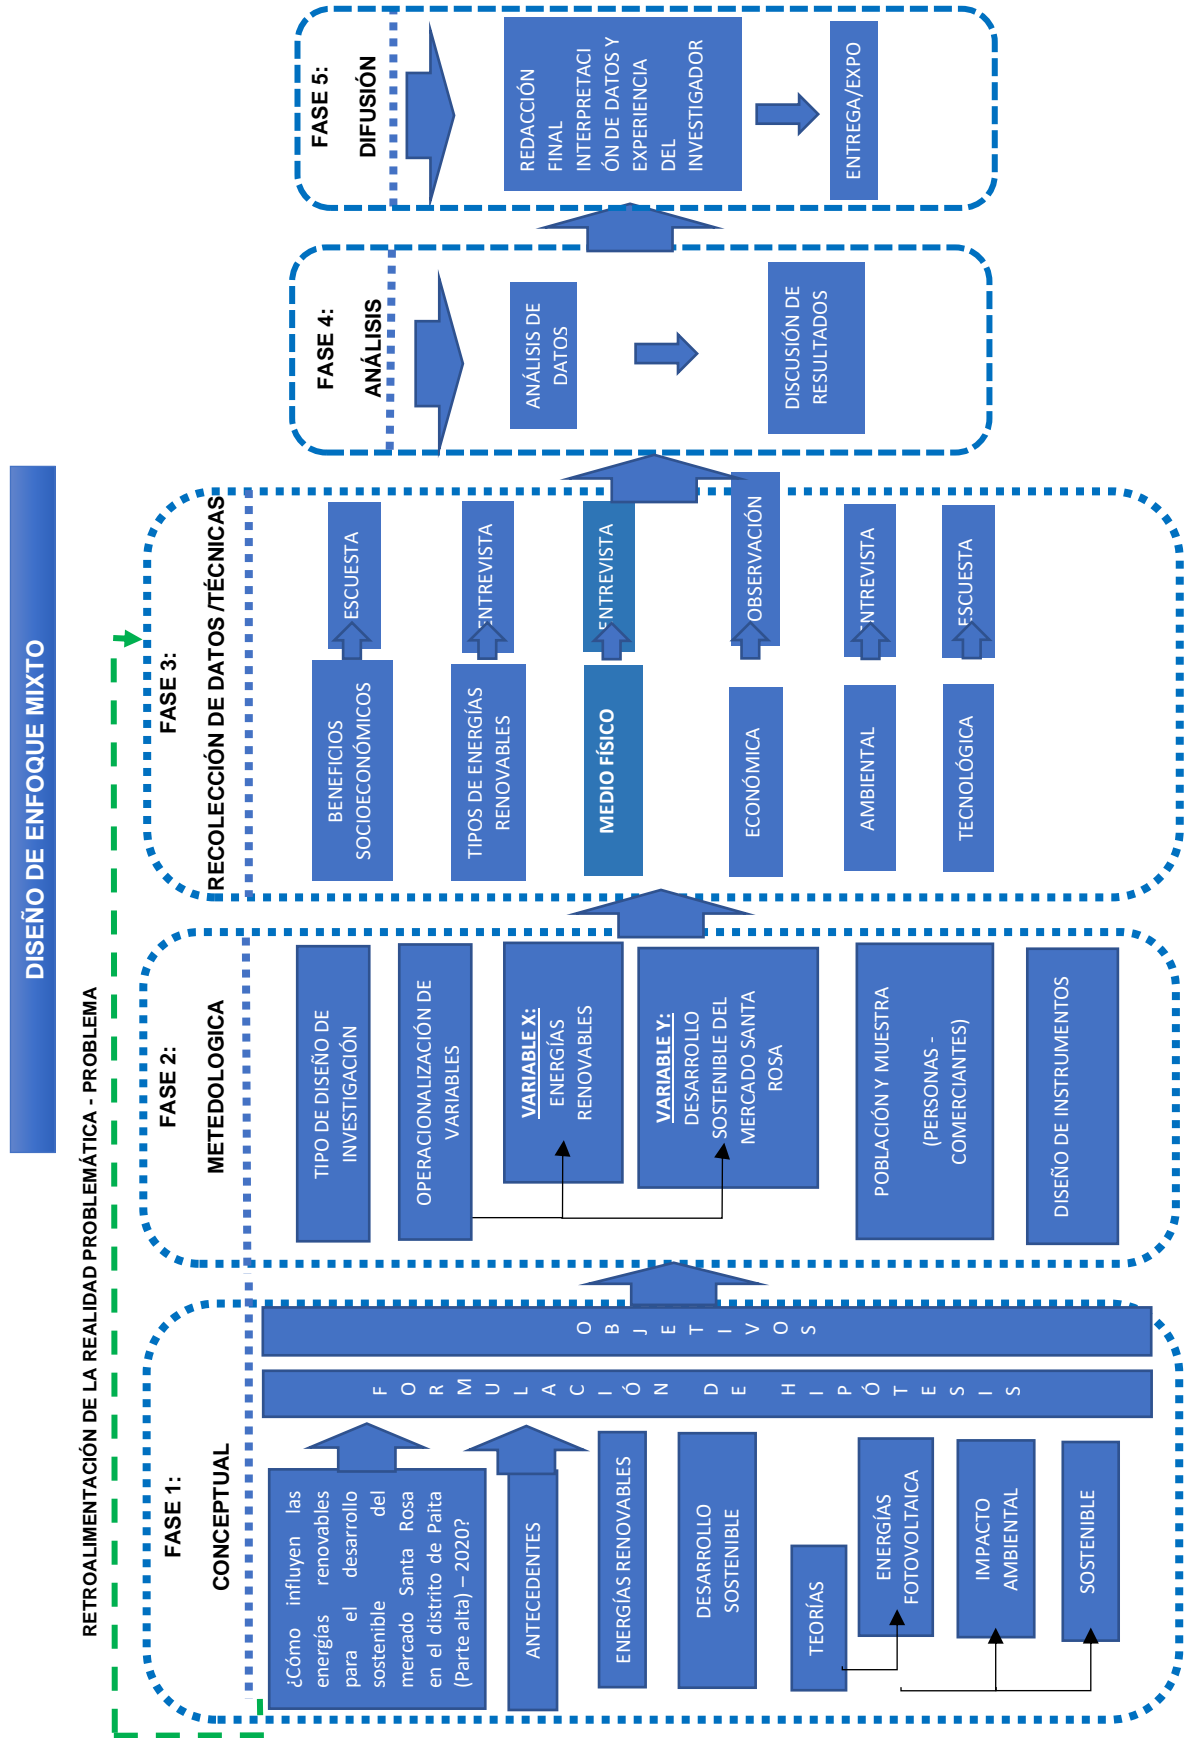 DISEÑO DE ENFOQUE MIXTO
RETROALIMENTACIÓN DE LA REALIDAD PROBLEMÁTICA - PROBLEMA
FASE 1:
CONCEPTUAL
¿Cómo influyen las
energías renovables
para el desarrollo
sostenible del
mercado Santa Rosa
en el distrito de Paita
(Parte alta) – 2020?
ANTECEDENTES
ENERGÍAS RENOVABLES
DESARROLLO
SOSTENIBLE
TEORÍAS
ENERGÍAS
FOTOVOLTAICA
IMPACTO
AMBIENTAL
SOSTENIBLE
FORMULACIÓN DE HIPÓTESIS
OBJETIVOS
FASE 2:
METEDOLOGICA
TIPO DE DISEÑO DE
INVESTIGACIÓN
OPERACIONALIZACIÓN DE
VARIABLES
VARIABLE X:
ENERGÍAS
RENOVABLES
VARIABLE Y:
DESARROLLO
SOSTENIBLE DEL
MERCADO SANTA
ROSA
POBLACIÓN Y MUESTRA
(PERSONAS -
COMERCIANTES)
DISEÑO DE INSTRUMENTOS
FASE 3:
RECOLECCIÓN DE DATOS /TÉCNICAS
BENEFICIOS
SOCIOECONÓMICOS
ESCUESTA
TIPOS DE ENERGÍAS
RENOVABLES
ENTREVISTA
MEDIO FÍSICO
ENTREVISTA
ECONÓMICA
OBSERVACIÓN
AMBIENTAL
ENTREVISTA
TECNOLÓGICA
ESCUESTA
FASE 4:
ANÁLISIS
ANÁLISIS DE
DATOS
DISCUSIÓN DE
RESULTADOS
FASE 5:
DIFUSIÓN
REDACCIÓN
FINAL
INTERPRETACI
ÓN DE DATOS Y
EXPERIENCIA
DEL
INVESTIGADOR
ENTREGA/EXPO